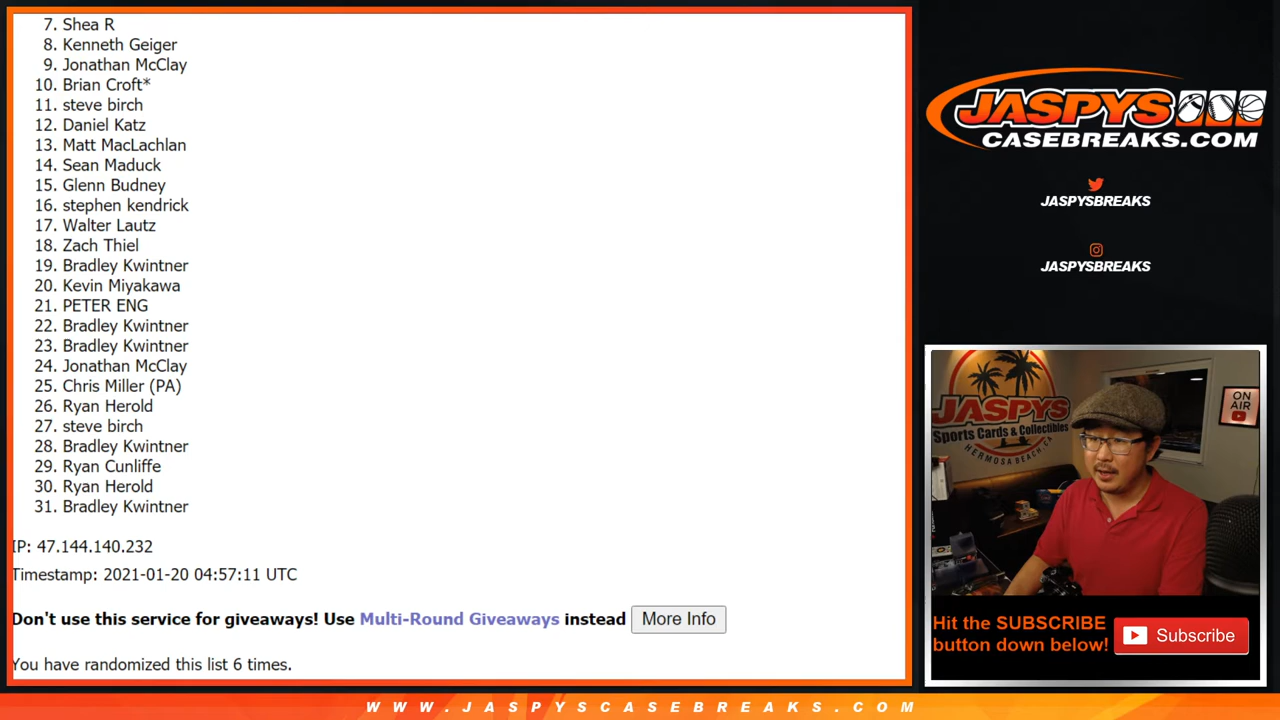 7. Shea R
8. Kenneth Geiger
9. Jonathan McClay
10. Brian Croft*
11. steve birch
12. Daniel Katz
13. Matt MacLachlan
14. Sean Maduck
15. Glenn Budney
16. stephen kendrick
17. Walter Lautz
18. Zach Thiel
19. Bradley Kwintner
20. Kevin Miyakawa
21. PETER ENG
22. Bradley Kwintner
23. Bradley Kwintner
24. Jonathan McClay
25. Chris Miller (PA)
26. Ryan Herold
27. steve birch
28. Bradley Kwintner
29. Ryan Cunliffe
30. Ryan Herold
31. Bradley Kwintner
IP: 47.144.140.232
Timestamp: 2021-01-20 04:57:11 UTC
Don't use this service for giveaways! Use Multi-Round Giveaways instead More Info
You have randomized this list 6 times.
JASPYS
CASEBREAKS.COM
JASPYSBREAKS
JASPYSBREAKS
JASPYS
Sports Cards & Collectibles
HERMOSA BEACH, CA
ON
AIR
Hit the SUBSCRIBE
button down below!
Subscribe
WWW.JASPYSCASEBREAKS.COM